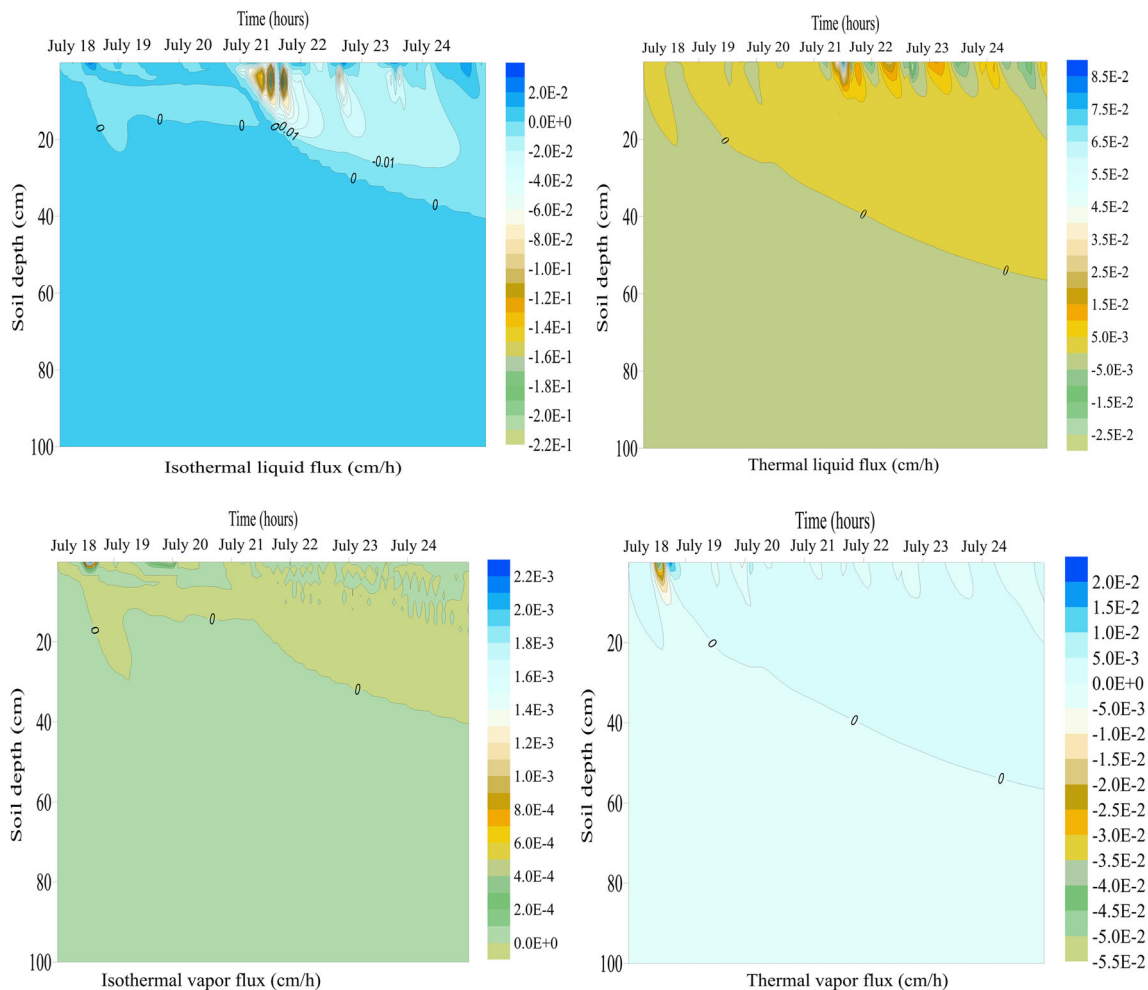 Time (hours)
July 18 July 19 July 20 July 21 July 22 July 23 July 24
Soil depth (cm)
20
40
60
80
100
0
0
0
0
0.01
-0.01
0
0
2.0E-2
0.0E+0
-2.0E-2
-4.0E-2
-6.0E-2
-8.0E-2
-1.0E-1
-1.2E-1
-1.4E-1
-1.6E-1
-1.8E-1
-2.0E-1
-2.2E-1
Isothermal liquid flux (cm/h)
Time (hours)
July 18 July 19 July 20 July 21 July 22 July 23 July 24
Soil depth (cm)
20
40
60
80
100
0
0
0
8.5E-2
7.5E-2
6.5E-2
5.5E-2
4.5E-2
3.5E-2
2.5E-2
1.5E-2
5.0E-3
-5.0E-3
-1.5E-2
-2.5E-2
Thermal liquid flux (cm/h)
Time (hours)
July 18 July 19 July 20 July 21 July 22 July 23 July 24
Soil depth (cm)
20
40
60
80
100
0
0
0
2.2E-3
2.0E-3
1.8E-3
1.6E-3
1.4E-3
1.2E-3
1.0E-3
8.0E-4
6.0E-4
4.0E-4
2.0E-4
0.0E+0
Isothermal vapor flux (cm/h)
Time (hours)
July 18 July 19 July 20 July 21 July 22 July 23 July 24
Soil depth (cm)
20
40
60
80
100
0
0
0
2.0E-2
1.5E-2
1.0E-2
5.0E-3
0.0E+0
-5.0E-3
-1.0E-2
-1.5E-2
-2.0E-2
-2.5E-2
-3.0E-2
-3.5E-2
-4.0E-2
-4.5E-2
-5.0E-2
-5.5E-2
Thermal vapor flux (cm/h)